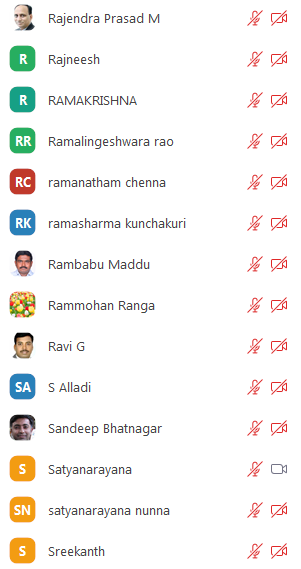 Rajendra Prasad M
R Rajneesh
R RAMAKRISHNA
RR Ramalingeshwara rao
RC ramanatham chenna
RK ramasharma kunchakuri
Rambabu Maddu
Rammohan Ranga
Ravi G
SA S Alladi
Sandeep Bhatnagar
S Satyanarayana
SN satyanarayana nunna
S Sreekanth